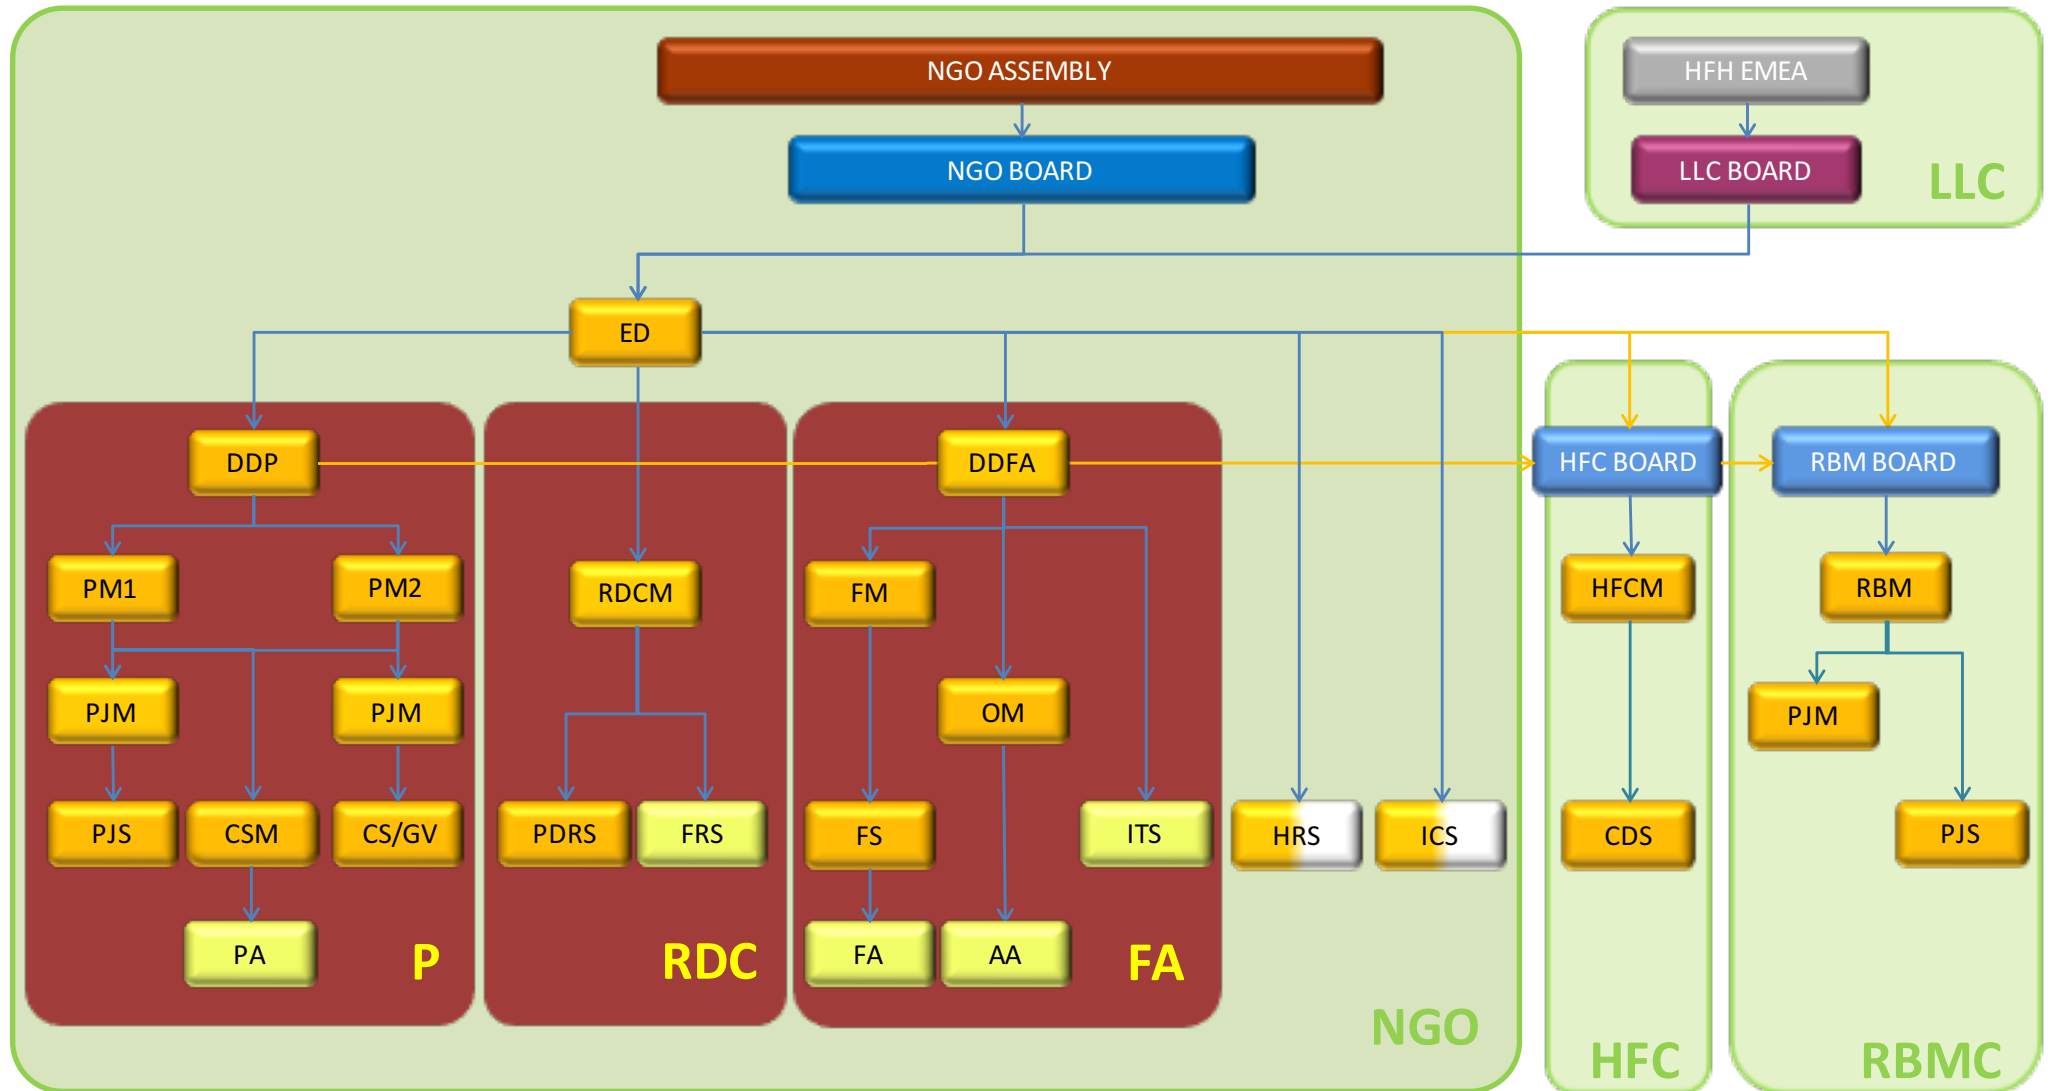 NGO ASSEMBLY
HFH EMEA
NGO BOARD
LLC BOARD
LLC
ED
DDP
DDFA
HFC BOARD
RBM BOARD
PM1
PM2
RDCM
FM
HFCM
RBM
PJM
PJM
OM
PJM
PJS
CSM
CS/GV
PDRS
FRS
FS
ITS
HRS
ICS
CDS
PJS
PA
P
RDC
FA
AA
FA
NGO
HFC
RBMC